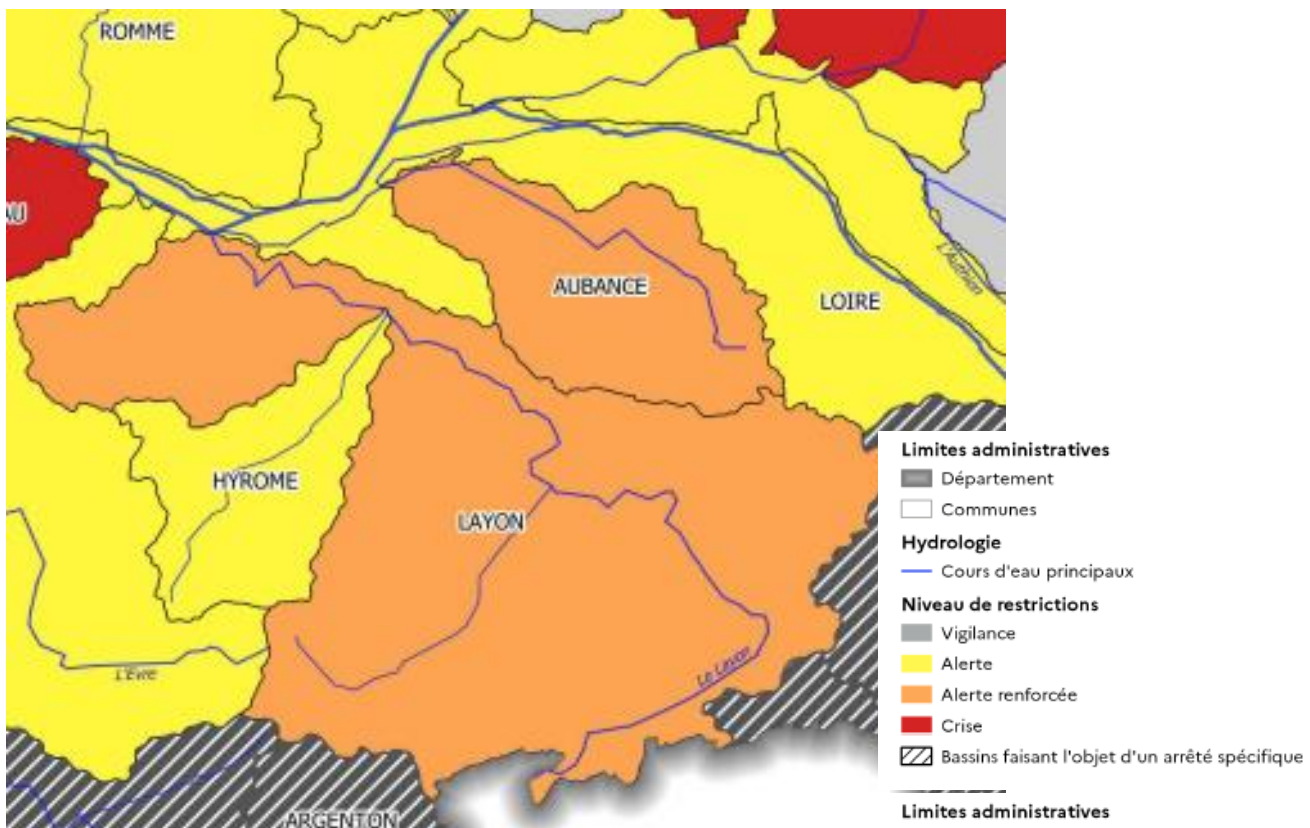 ROMME
AU
AUBANCE
LOIRE
L'Authion
HYROME
LAYON
L'Èvre
Le Layon
ARGENTON
Limites administratives
Département
Communes
Hydrologie
Cours d'eau principaux
Niveau de restrictions
Vigilance
Alerte
Alerte renforcée
Crise
Bassins faisant l'objet d'un arrêté spécifique
Limites administratives